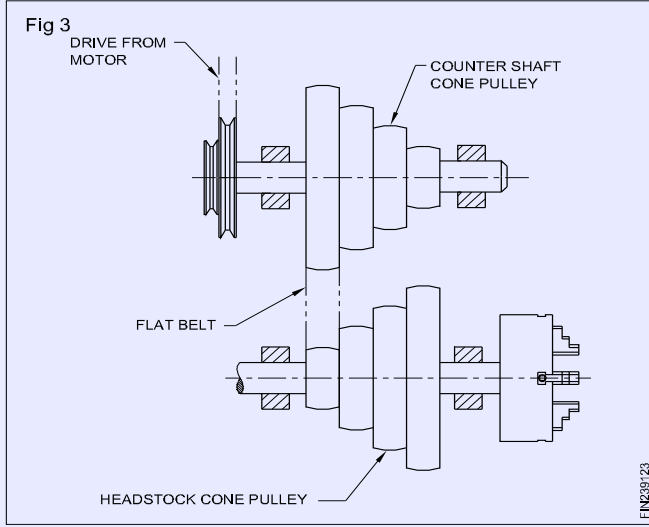 Fig 3
DRIVE FROM
MOTOR
COUNTER SHAFT
CONE PULLEY
FLAT BELT
HEADSTOCK CONE PULLEY
FIN239123